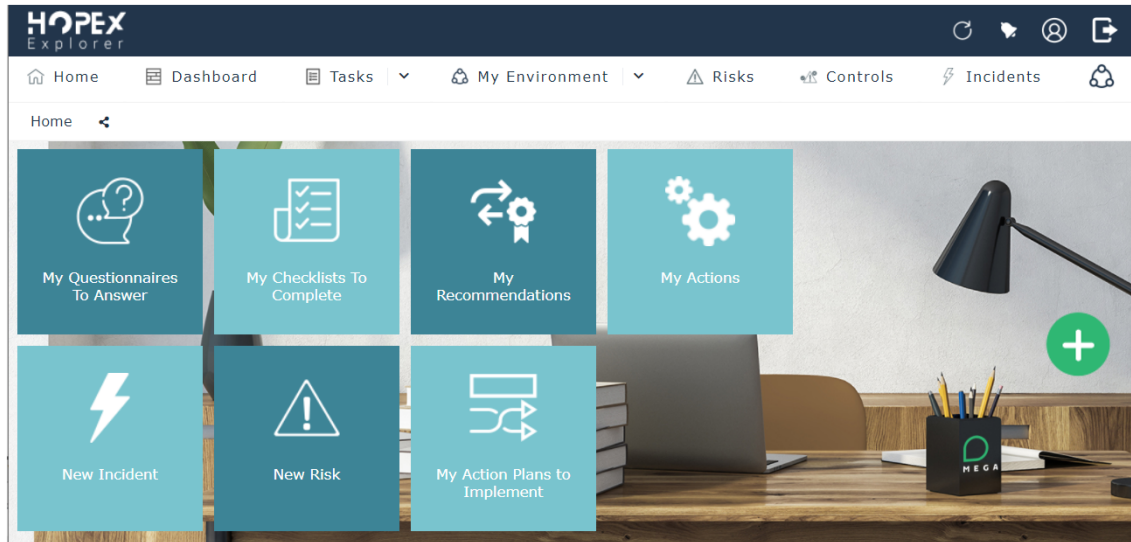 HOPEX
Explorer
Home Dashboard Tasks My Environment Risks Controls Incidents
Home
My Questionnaires
To Answer
My Checklists To
Complete
My
Recommendations
My Actions
New Incident
New Risk
My Action Plans to
Implement
MEGA